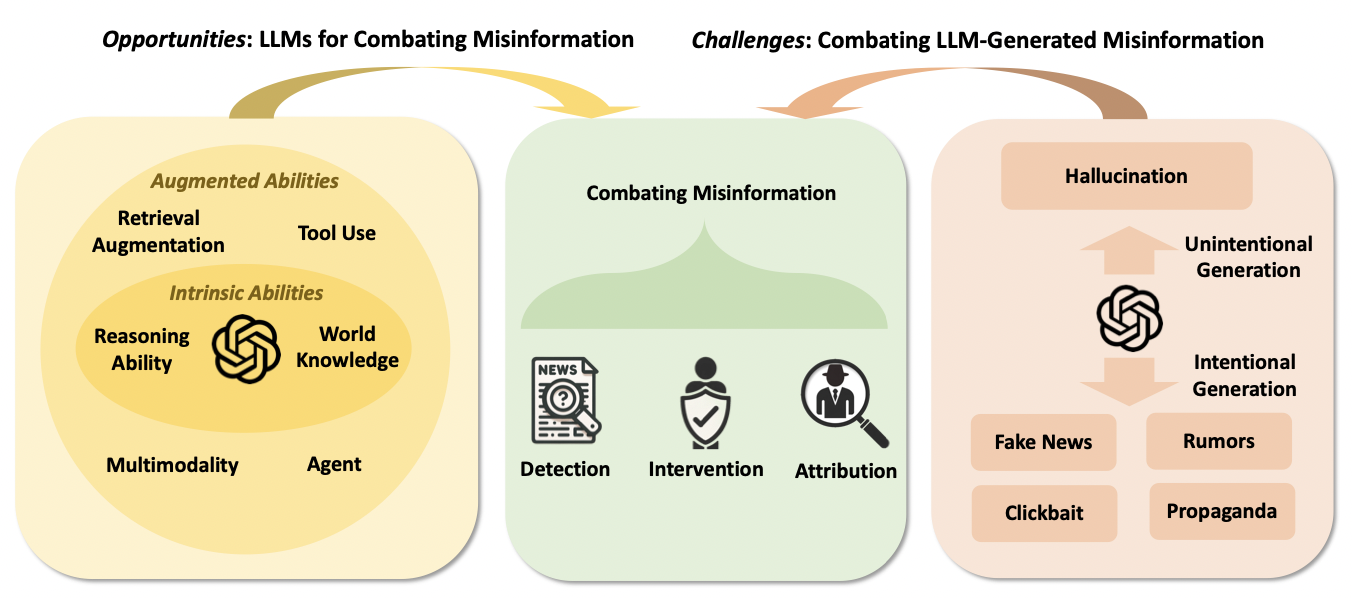 Opportunities: LLMs for Combating Misinformation
Challenges: Combating LLM-Generated Misinformation
Augmented Abilities
Retrieval
Augmentation
Tool Use
Intrinsic Abilities
Reasoning
Ability
World
Knowledge
Multimodality
Agent
Combating Misinformation
NEWS
?
Detection
Intervention
Attribution
Hallucination
Unintentional
Generation
Intentional
Generation
Fake News
Rumors
Clickbait
Propaganda